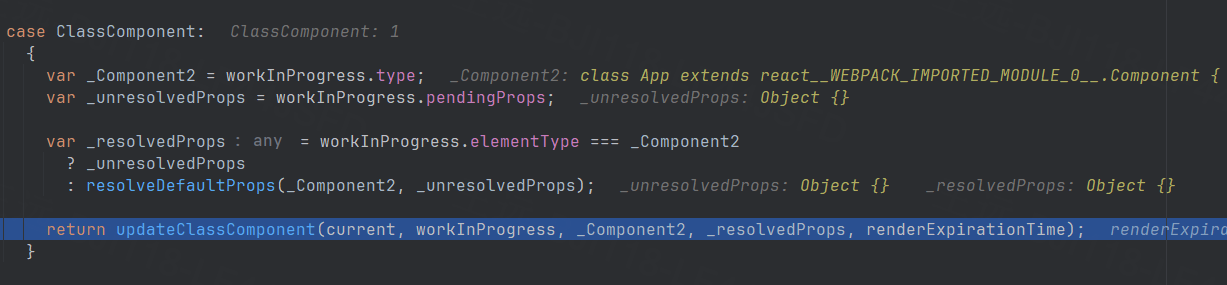 case ClassComponent:  ClassComponent: 1
{
var _Component2 = workInProgress.type;  _Component2: class App extends react__WEBPACK_IMPORTED_MODULE_0__.Component {
var _unresolvedProps = workInProgress.pendingProps;  _unresolvedProps: Object {}
var _resolvedProps : any = workInProgress.elementType === _Component2
? _unresolvedProps
: resolveDefaultProps(_Component2, _unresolvedProps);  _unresolvedProps: Object {}  _resolvedProps: Object {}
return updateClassComponent(current, workInProgress, _Component2, _resolvedProps, renderExpirationTime);  renderExpira
}